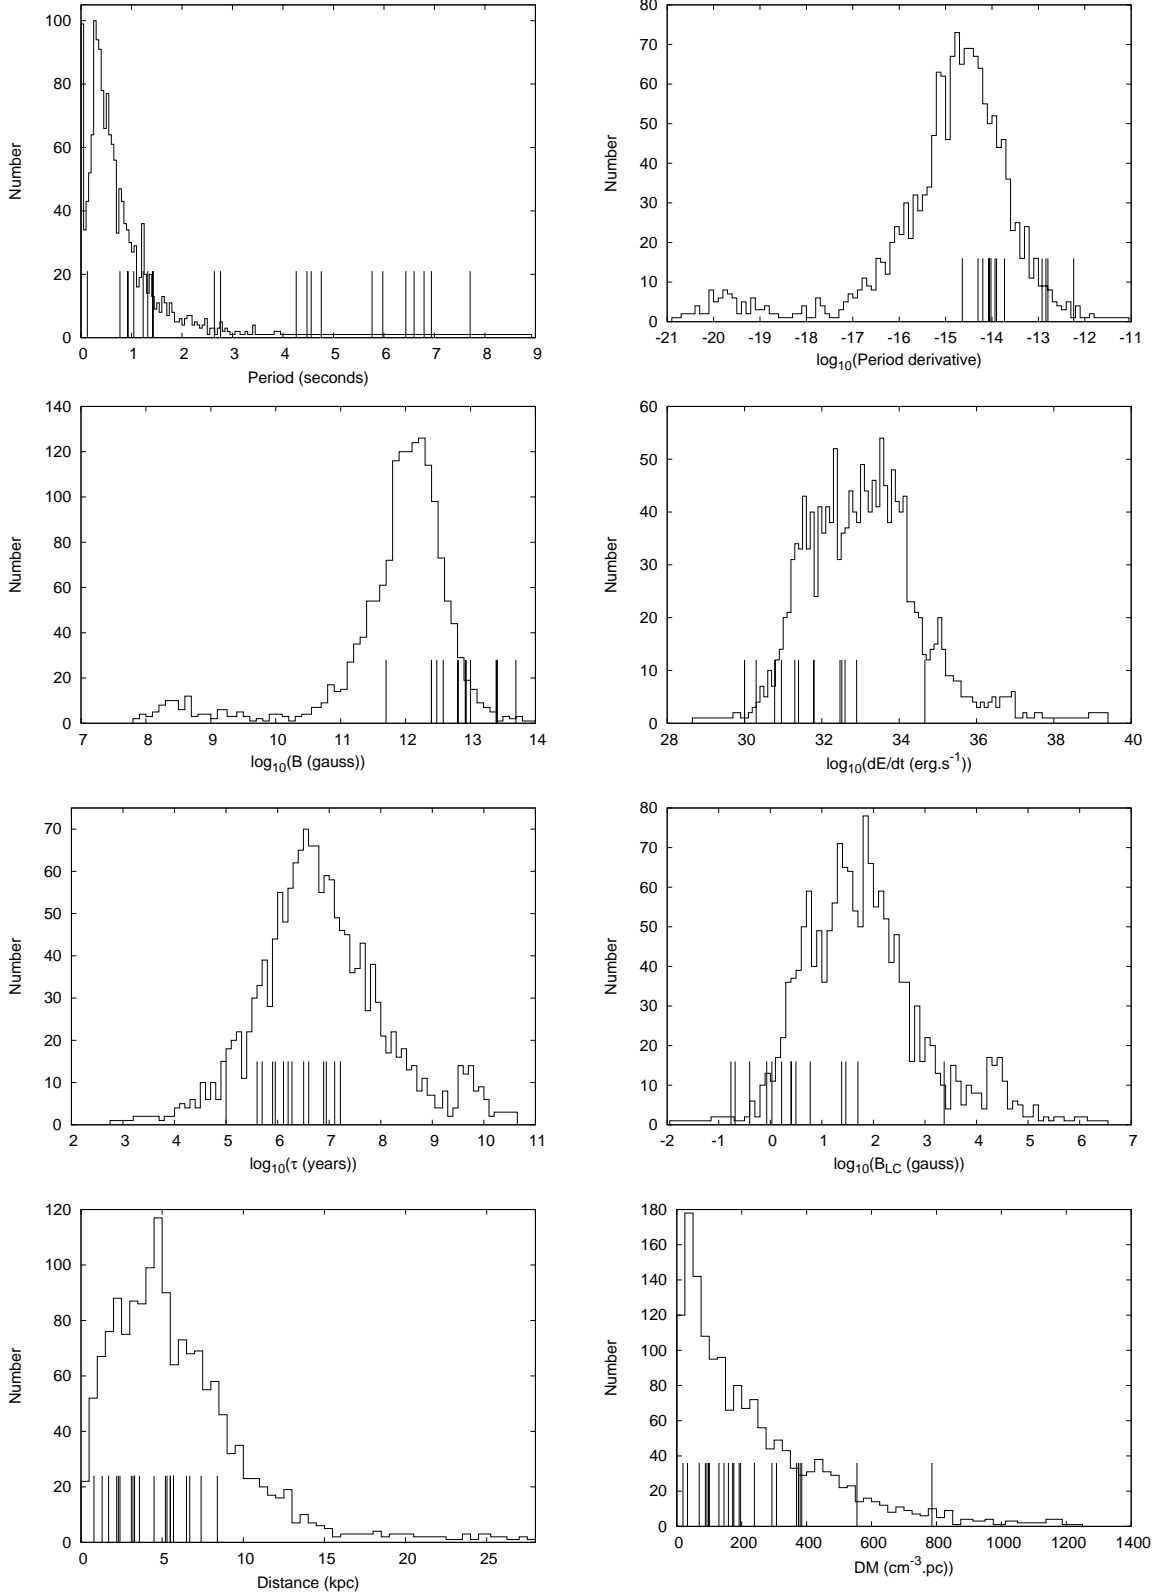 100
80
60
40
20
0
Number
0 1 2 3 4 5 6 7 8 9
Period (seconds)
80
70
60
50
40
30
20
10
0
Number
-21 -20 -19 -18 -17 -16 -15 -14 -13 -12 -11
log10(Period derivative)
140
120
100
80
60
40
20
0
Number
7 8 9 10 11 12 13 14
log10(B (gauss))
60
50
40
30
20
10
0
Number
28 30 32 34 36 38 40
log10(dE/dt (erg.s-1))
70
60
50
40
30
20
10
0
Number
2 3 4 5 6 7 8 9 10 11
log10(τ (years))
80
70
60
50
40
30
20
10
0
Number
-2 -1 0 1 2 3 4 5 6 7
log10(BLC (gauss))
120
100
80
60
40
20
0
Number
0 5 10 15 20 25
Distance (kpc)
180
160
140
120
100
80
60
40
20
0
Number
0 200 400 600 800 1000 1200 1400
DM (cm-3.pc))